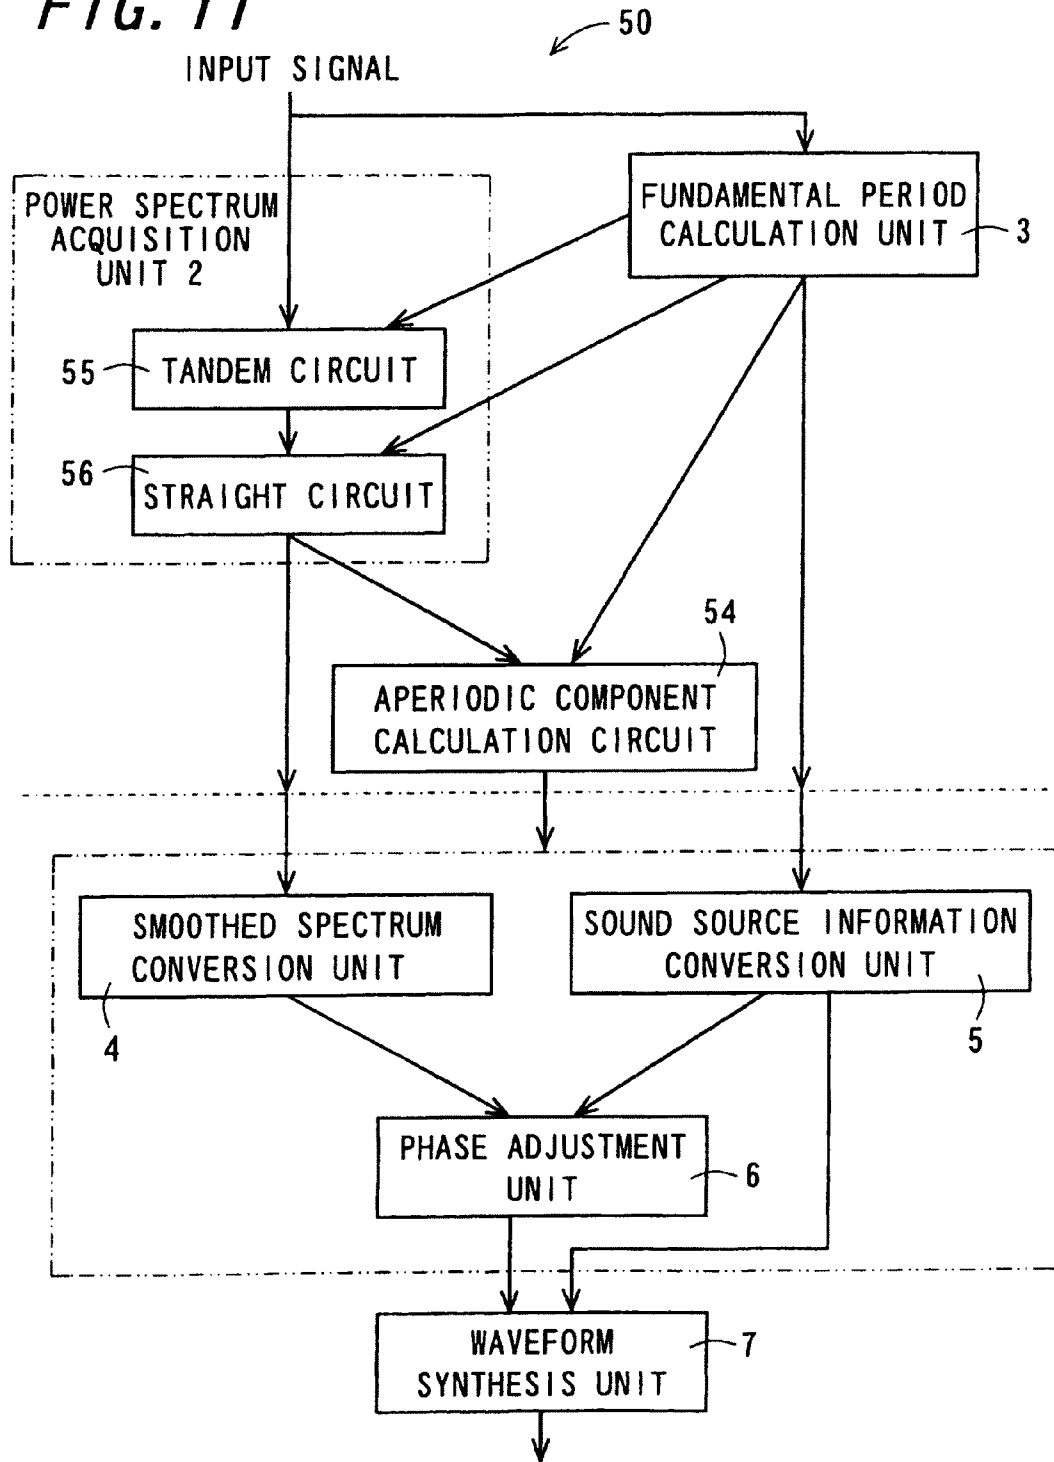 FIG. 11
50
INPUT SIGNAL
FUNDAMENTAL PERIOD
CALCULATION UNIT
3
POWER SPECTRUM
ACQUISITION
UNIT 2
55
TANDEM CIRCUIT
56
STRAIGHT CIRCUIT
54
APERIODIC COMPONENT
CALCULATION CIRCUIT
SMOOTHED SPECTRUM
CONVERSION UNIT
4
SOUND SOURCE INFORMATION
CONVERSION UNIT
5
PHASE ADJUSTMENT
UNIT
6
WAVEFORM
SYNTHESIS UNIT
7